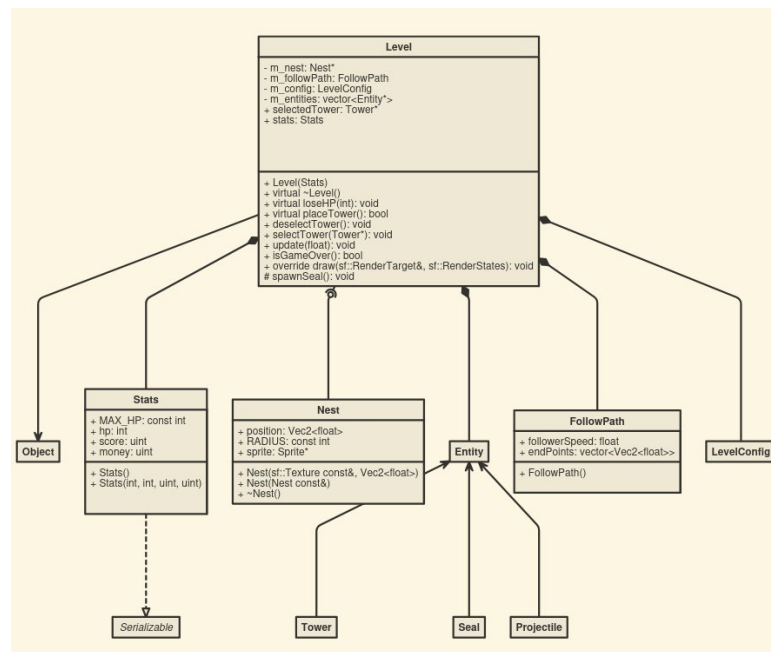 Level
- m_nest: Nest*
- m_followPath: FollowPath
- m_config: LevelConfig
- m_entities: vector<Entity*>
+ selectedTower: Tower*
+ stats: Stats
+ Level(Stats)
+ virtual ~Level()
+ virtual loseHP(int): void
+ virtual placeTower(): bool
+ deselectTower(): void
+ selectTower(Tower*): void
+ update(float): void
+ isGameOver(): bool
+ override draw(sf::RenderTarget&, sf::RenderStates): void
# spawnSeal(): void
Object
Stats
+ MAX_HP: const int
+ hp: int
+ score: uint
+ money: uint
+ Stats()
+ Stats(int, int, uint, uint)
Nest
+ position: Vec2<float>
+ RADIUS: const int
+ sprite: Sprite*
+ Nest(sf::Texture const&, Vec2<float>)
+ Nest(Nest const&)
+ ~Nest()
Entity
FollowPath
+ followerSpeed: float
+ endPoints: vector<Vec2<float>>
+ FollowPath()
LevelConfig
Serializable
Tower
Seal
Projectile